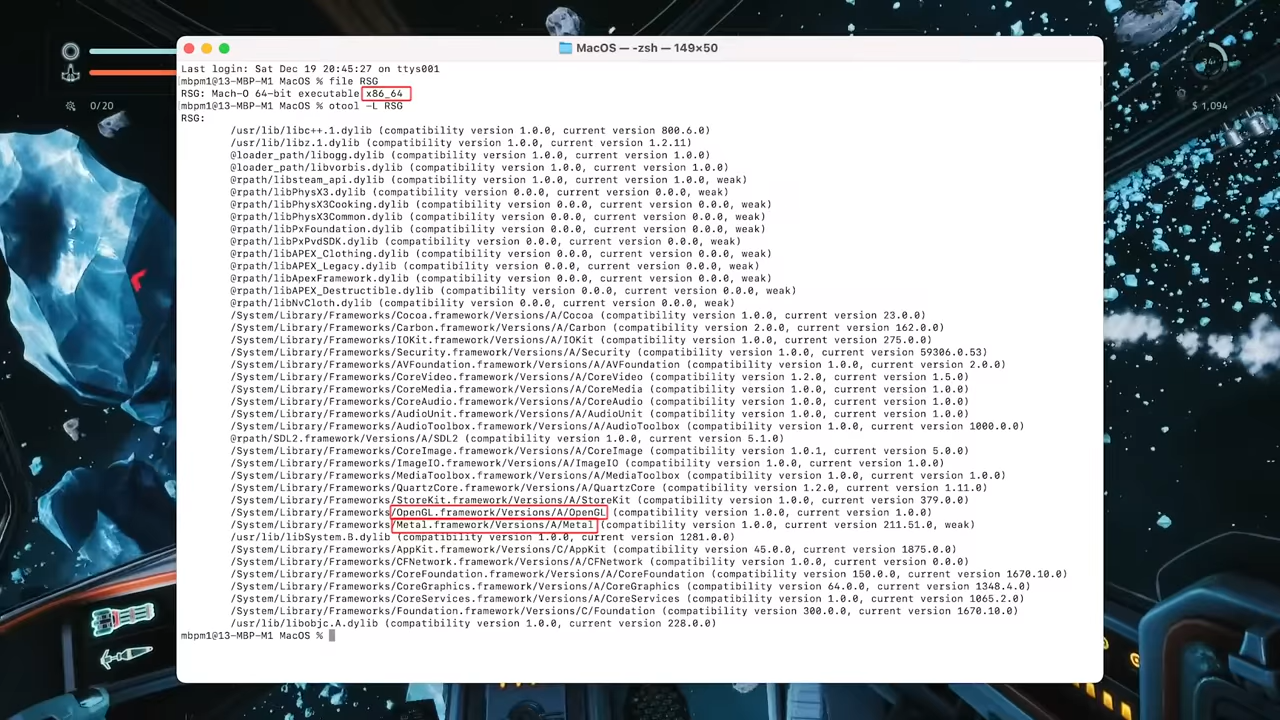 MacOS — -zsh — 149×50
Last login: Sat Dec 19 20:45:27 on ttys001
mbpm1@13-MBP-M1 MacOS % file RSG
RSG: Mach-O 64-bit executable x86_64
mbpm1@13-MBP-M1 MacOS % otool -L RSG
RSG:
/usr/lib/libc++.1.dylib (compatibility version 1.0.0, current version 800.6.0)
/usr/lib/libz.1.dylib (compatibility version 1.0.0, current version 1.2.11)
@loader_path/libogg.dylib (compatibility version 1.0.0, current version 1.0.0)
@loader_path/libvorbis.dylib (compatibility version 1.0.0, current version 1.0.0)
@rpath/libsteam_api.dylib (compatibility version 1.0.0, current version 1.0.0, weak)
@rpath/libPhysX3.dylib (compatibility version 0.0.0, current version 0.0.0, weak)
@rpath/libPhysX3Cooking.dylib (compatibility version 0.0.0, current version 0.0.0, weak)
@rpath/libPhysX3Common.dylib (compatibility version 0.0.0, current version 0.0.0, weak)
@rpath/libPxFoundation.dylib (compatibility version 0.0.0, current version 0.0.0, weak)
@rpath/libPxPvdSDK.dylib (compatibility version 0.0.0, current version 0.0.0, weak)
@rpath/libAPEX_Clothing.dylib (compatibility version 0.0.0, current version 0.0.0, weak)
@rpath/libAPEX_Legacy.dylib (compatibility version 0.0.0, current version 0.0.0, weak)
@rpath/libApexFramework.dylib (compatibility version 0.0.0, current version 0.0.0, weak)
@rpath/libAPEX_Destructible.dylib (compatibility version 0.0.0, current version 0.0.0, weak)
@rpath/libNvCloth.dylib (compatibility version 0.0.0, current version 0.0.0, weak)
/System/Library/Frameworks/Cocoa.framework/Versions/A/Cocoa (compatibility version 1.0.0, current version 23.0.0)
/System/Library/Frameworks/Carbon.framework/Versions/A/Carbon (compatibility version 2.0.0, current version 162.0.0)
/System/Library/Frameworks/IOKit.framework/Versions/A/IOKit (compatibility version 1.0.0, current version 275.0.0)
/System/Library/Frameworks/Security.framework/Versions/A/Security (compatibility version 1.0.0, current version 59306.0.53)
/System/Library/Frameworks/AVFoundation.framework/Versions/A/AVFoundation (compatibility version 1.0.0, current version 2.0.0)
/System/Library/Frameworks/CoreVideo.framework/Versions/A/CoreVideo (compatibility version 1.2.0, current version 1.5.0)
/System/Library/Frameworks/CoreMedia.framework/Versions/A/CoreMedia (compatibility version 1.0.0, current version 1.0.0)
/System/Library/Frameworks/CoreAudio.framework/Versions/A/CoreAudio (compatibility version 1.0.0, current version 1.0.0)
/System/Library/Frameworks/AudioUnit.framework/Versions/A/AudioUnit (compatibility version 1.0.0, current version 1.0.0)
/System/Library/Frameworks/AudioToolbox.framework/Versions/A/AudioToolbox (compatibility version 1.0.0, current version 1000.0.0)
@rpath/SDL2.framework/Versions/A/SDL2 (compatibility version 1.0.0, current version 5.1.0)
/System/Library/Frameworks/CoreImage.framework/Versions/A/CoreImage (compatibility version 1.0.1, current version 5.0.0)
/System/Library/Frameworks/ImageIO.framework/Versions/A/ImageIO (compatibility version 1.0.0, current version 1.0.0)
/System/Library/Frameworks/MediaToolbox.framework/Versions/A/MediaToolbox (compatibility version 1.0.0, current version 1.0.0)
/System/Library/Frameworks/QuartzCore.framework/Versions/A/QuartzCore (compatibility version 1.2.0, current version 1.11.0)
/System/Library/Frameworks/StoreKit.framework/Versions/A/StoreKit (compatibility version 1.0.0, current version 379.0.0)
/System/Library/Frameworks/OpenGL.framework/Versions/A/OpenGL (compatibility version 1.0.0, current version 1.0.0)
/System/Library/Frameworks/Metal.framework/Versions/A/Metal (compatibility version 1.0.0, current version 211.51.0, weak)
/usr/lib/libSystem.B.dylib (compatibility version 1.0.0, current version 1281.0.0)
/System/Library/Frameworks/AppKit.framework/Versions/C/AppKit (compatibility version 45.0.0, current version 1875.0.0)
/System/Library/Frameworks/CFNetwork.framework/Versions/A/CFNetwork (compatibility version 1.0.0, current version 0.0.0)
/System/Library/Frameworks/CoreFoundation.framework/Versions/A/CoreFoundation (compatibility version 150.0.0, current version 1670.10.0)
/System/Library/Frameworks/CoreGraphics.framework/Versions/A/CoreGraphics (compatibility version 64.0.0, current version 1348.4.0)
/System/Library/Frameworks/CoreServices.framework/Versions/A/CoreServices (compatibility version 1.0.0, current version 1065.2.0)
/System/Library/Frameworks/Foundation.framework/Versions/C/Foundation (compatibility version 300.0.0, current version 1670.10.0)
/usr/lib/libobjc.A.dylib (compatibility version 1.0.0, current version 228.0.0)
mbpm1@13-MBP-M1 MacOS %
0/20
34
$ 1,094